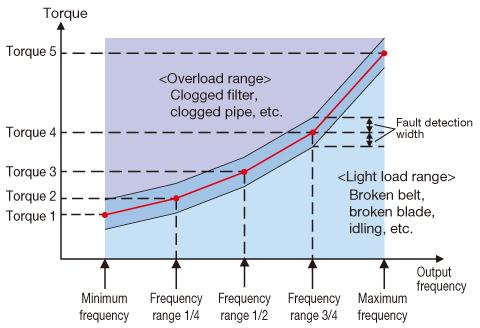 Torque
Torque 5
<Overload range>
Clogged filter,
clogged pipe, etc.
Torque 4
Fault detection
width
Torque 3
<Light load range>
Broken belt,
broken blade,
idling, etc.
Torque 2
Torque 1
Output
frequency
Minimum
frequency
Frequency
range 1/4
Frequency
range 1/2
Frequency
range 3/4
Maximum
frequency